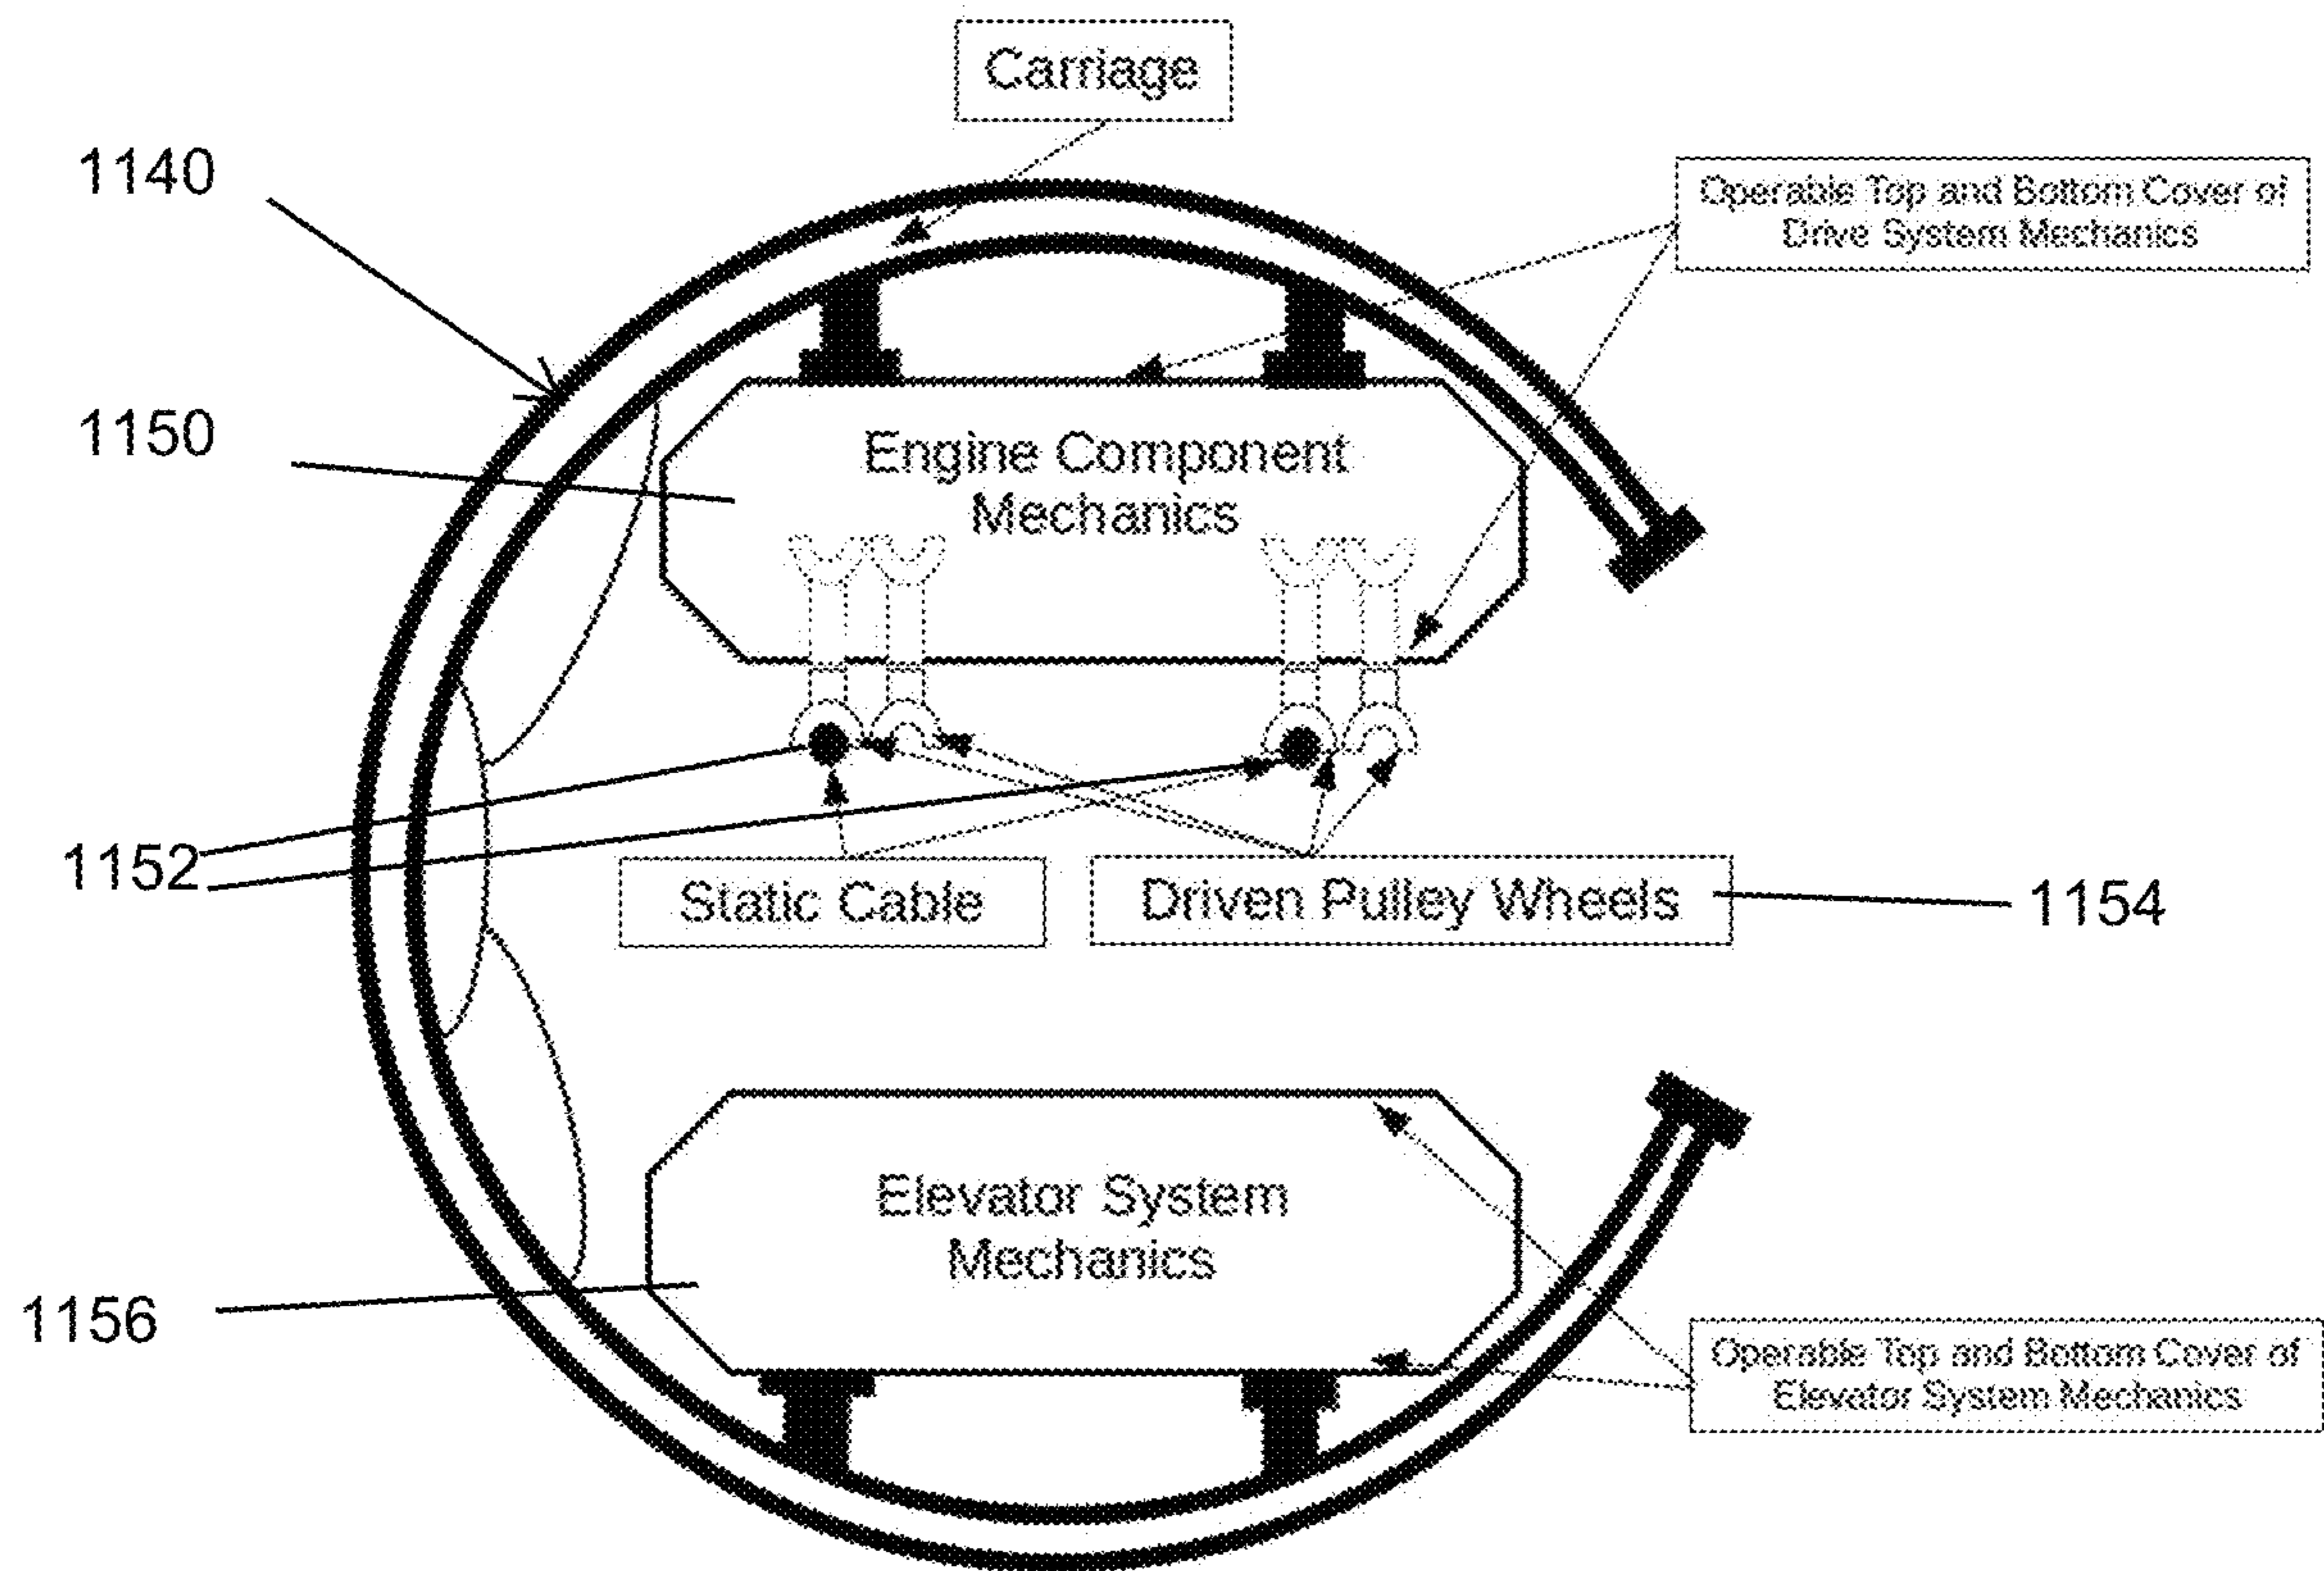 Carriage
1140
Operable Top and Bottom Cover of
Drive System Mechanics
1150
Engine Component
Mechanics
1152
Static Cable
Driven Pulley Wheels
1154
Elevator System
Mechanics
1156
Operable Top and Bottom Cover of
Elevator System Mechanics